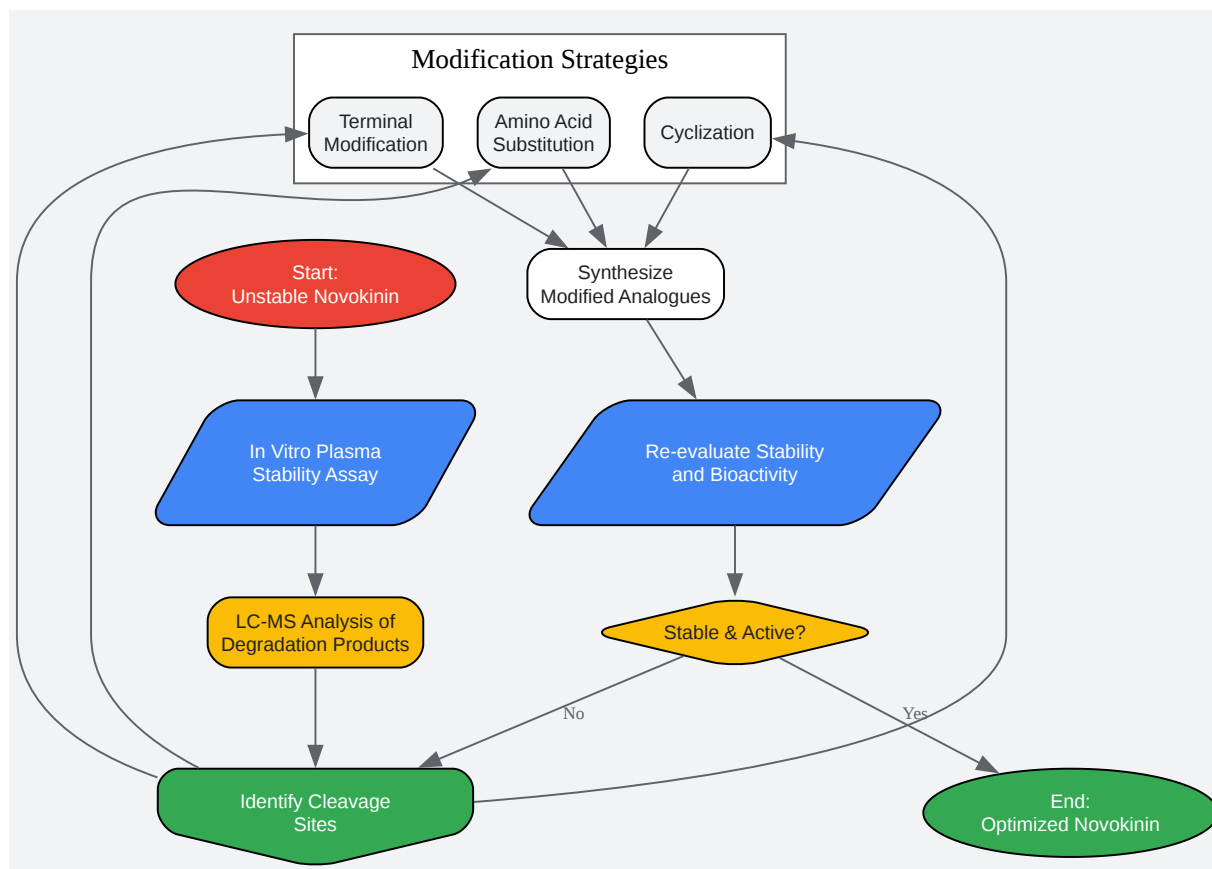 Modification Strategies
Terminal
Modification
Amino Acid
Substitution
Cyclization
Start:
Unstable Novokinin
Synthesize
Modified Analogues
In Vitro Plasma
Stability Assay
Re-evaluate Stability
and Bioactivity
LC-MS Analysis of
Degradation Products
Stable & Active?
No
Yes
Identify Cleavage
Sites
End:
Optimized Novokinin